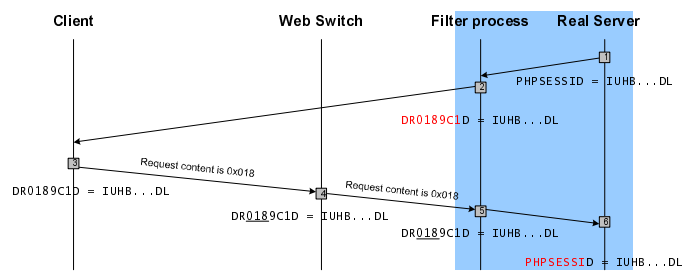 Client Web Switch Filter process Real Server
1
PHPSESSID = IUHB...DL
2
DR0189C1D = IUHB...DL
3
Request content is 0x018
DR0189C1D = IUHB...DL
4
Request content is 0x018
DR0189C1D = IUHB...DL
5
DR0189C1D = IUHB...DL
6
PHPSESSID = IUHB...DL